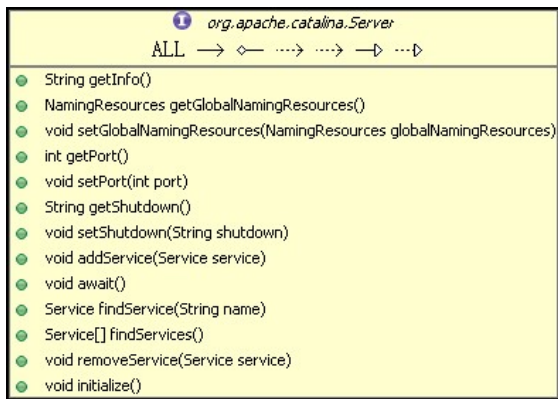 I org.apache.catalina.Server
ALL
String getInfo()
NamingResources getGlobalNamingResources()
void setGlobalNamingResources(NamingResources globalNamingResources)
int getPort()
void setPort(int port)
String getShutdown()
void setShutdown(String shutdown)
void addService(Service service)
void await()
Service findService(String name)
Service[] findServices()
void removeService(Service service)
void initialize()